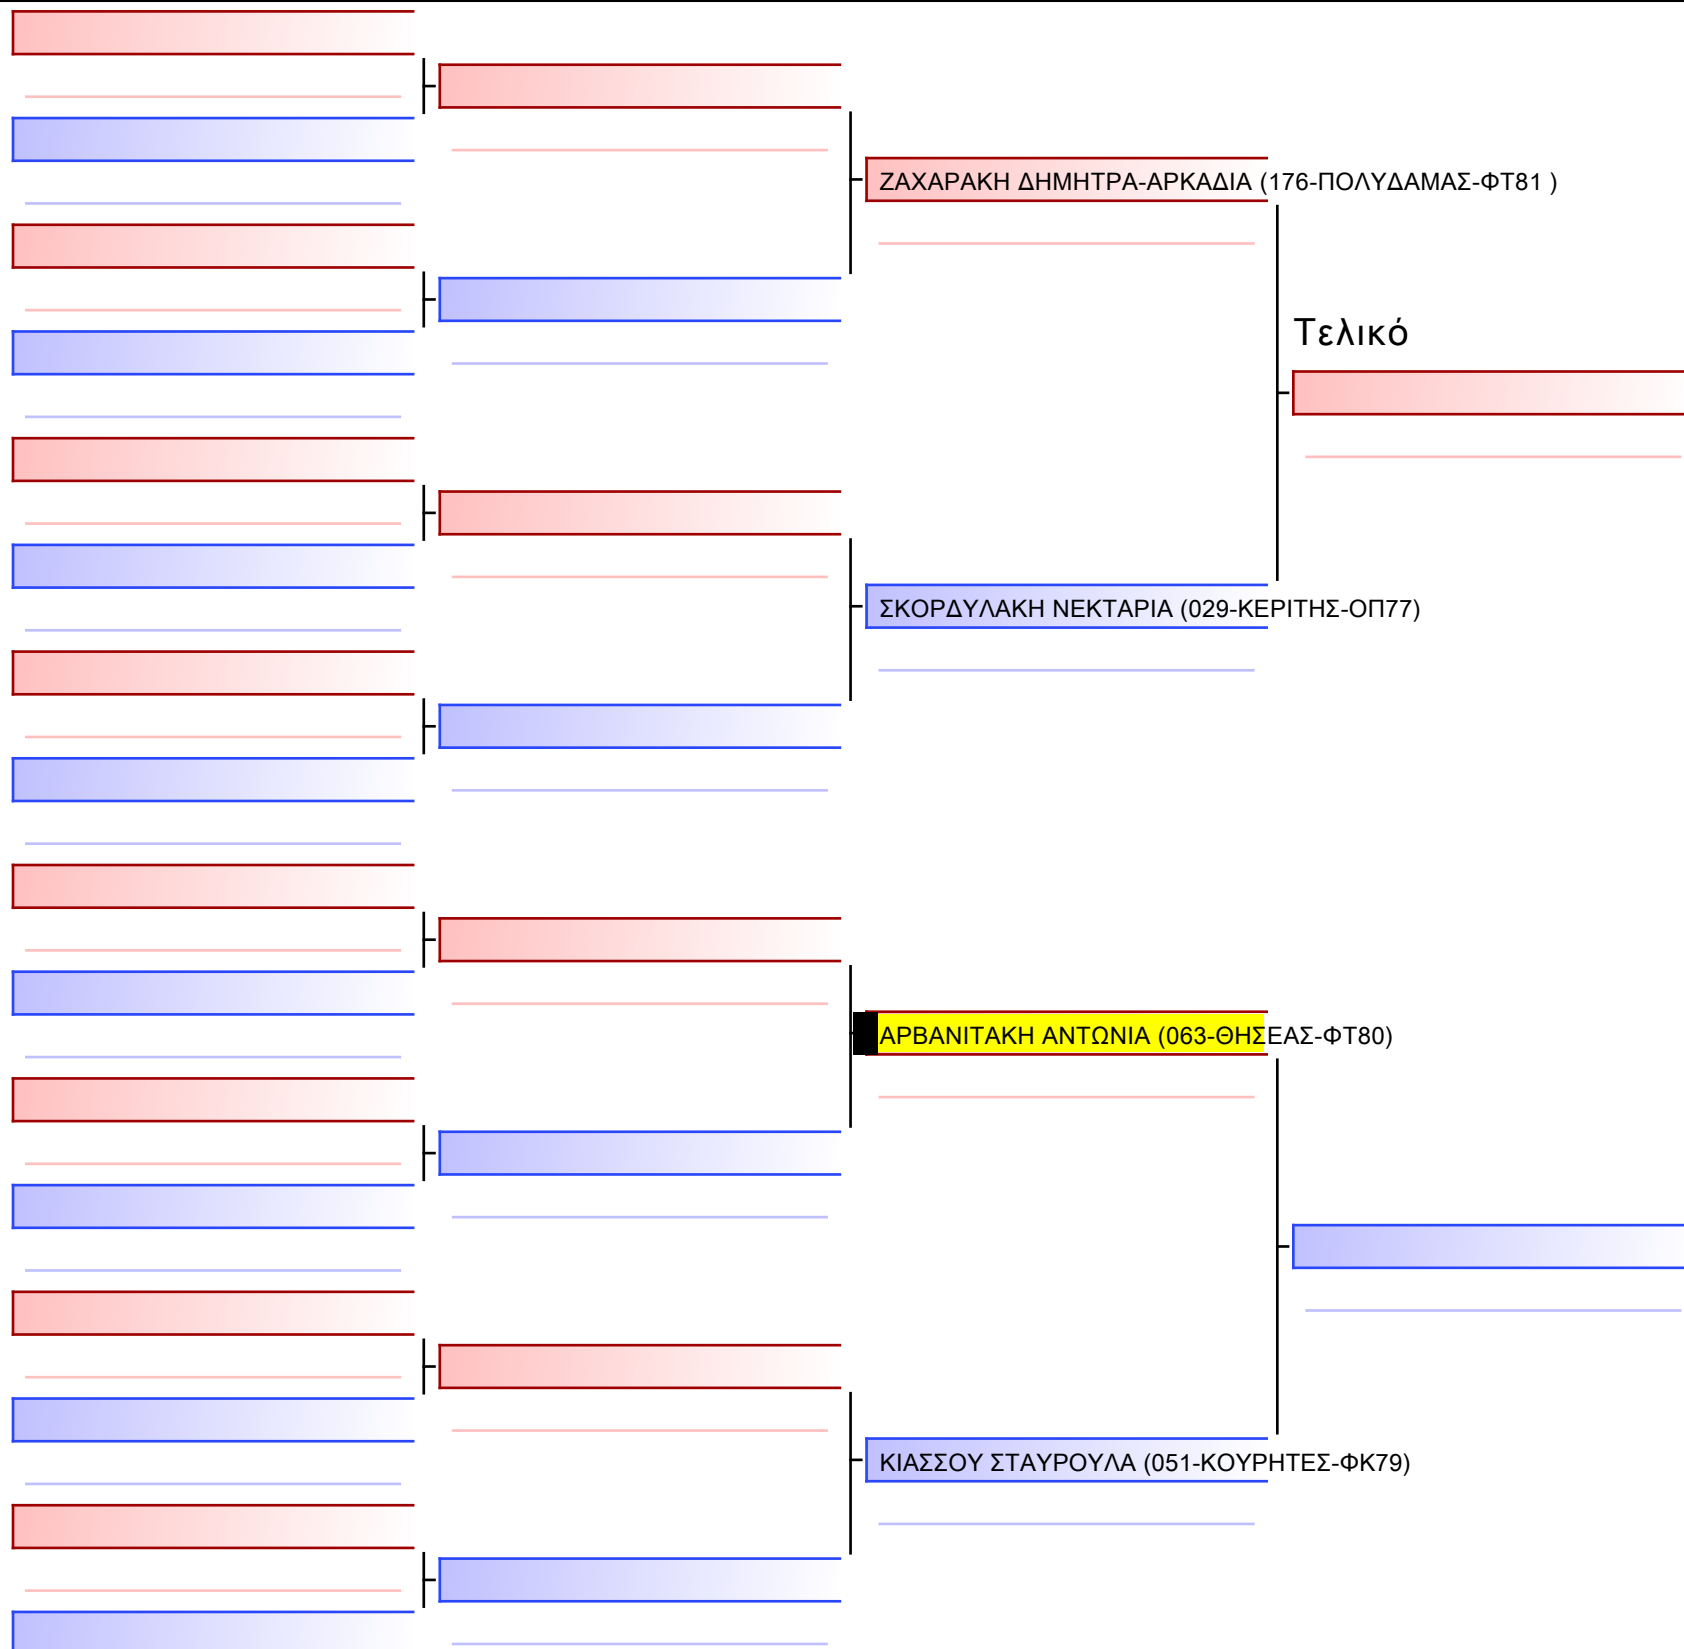 ΖΑΧΑΡΑΚΗ ΔΗΜΗΤΡΑ-ΑΡΚΑΔΙΑ (176-ΠΟΛΥΔΑΜΑΣ-ΦΤ81 )
Τελικό
ΣΚΟΡΔΥΛΑΚΗ ΝΕΚΤΑΡΙΑ (029-ΚΕΡΙΤΗΣ-ΟΠ77)
ΑΡΒΑΝΙΤΑΚΗ ΑΝΤΩΝΙΑ (063-ΘΗΣΕΑΣ-ΦΤ80)
ΚΙΑΣΣΟΥ ΣΤΑΥΡΟΥΛΑ (051-ΚΟΥΡΗΤΕΣ-ΦΚ79)